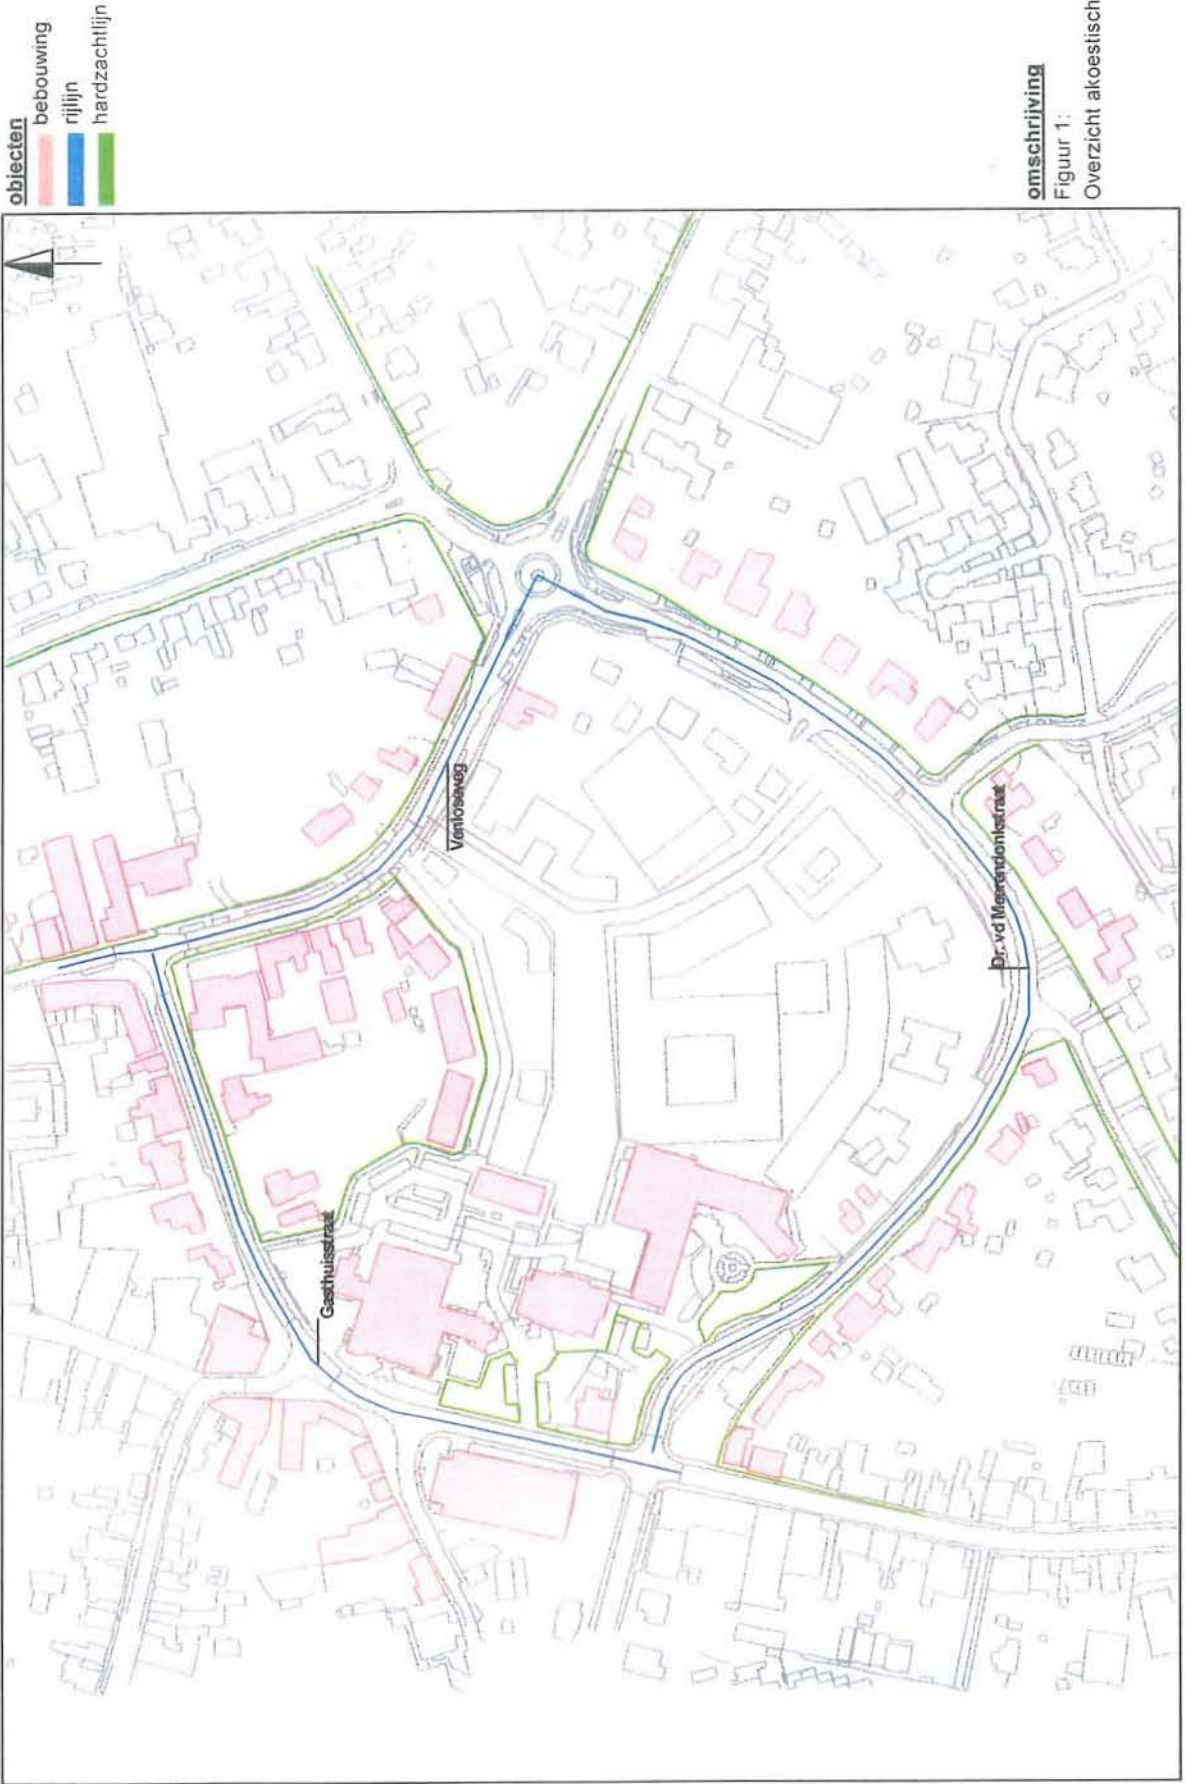 objecten
bebouwing
rijlijn
hardzachtlijn
Venloseweg
Gasthuisstraat
Dr. vd Meerendonkstraat
omschrijving
Figuur 1:
Overzicht akoestisch